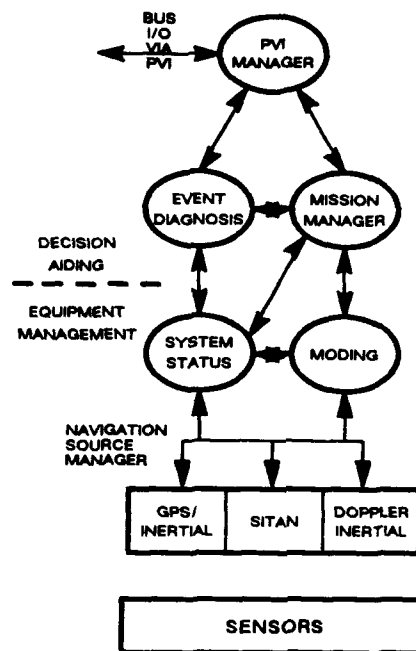 BUS
I/O
VIA
PVI
PVI
MANAGER
EVENT
DIAGNOSIS
MISSION
MANAGER
DECISION
AIDING
EQUIPMENT
MANAGEMENT
SYSTEM
STATUS
MODING
NAVIGATION
SOURCE
MANAGER
GPS/
INERTIAL
SITAN
DOPPLER
INERTIAL
SENSORS